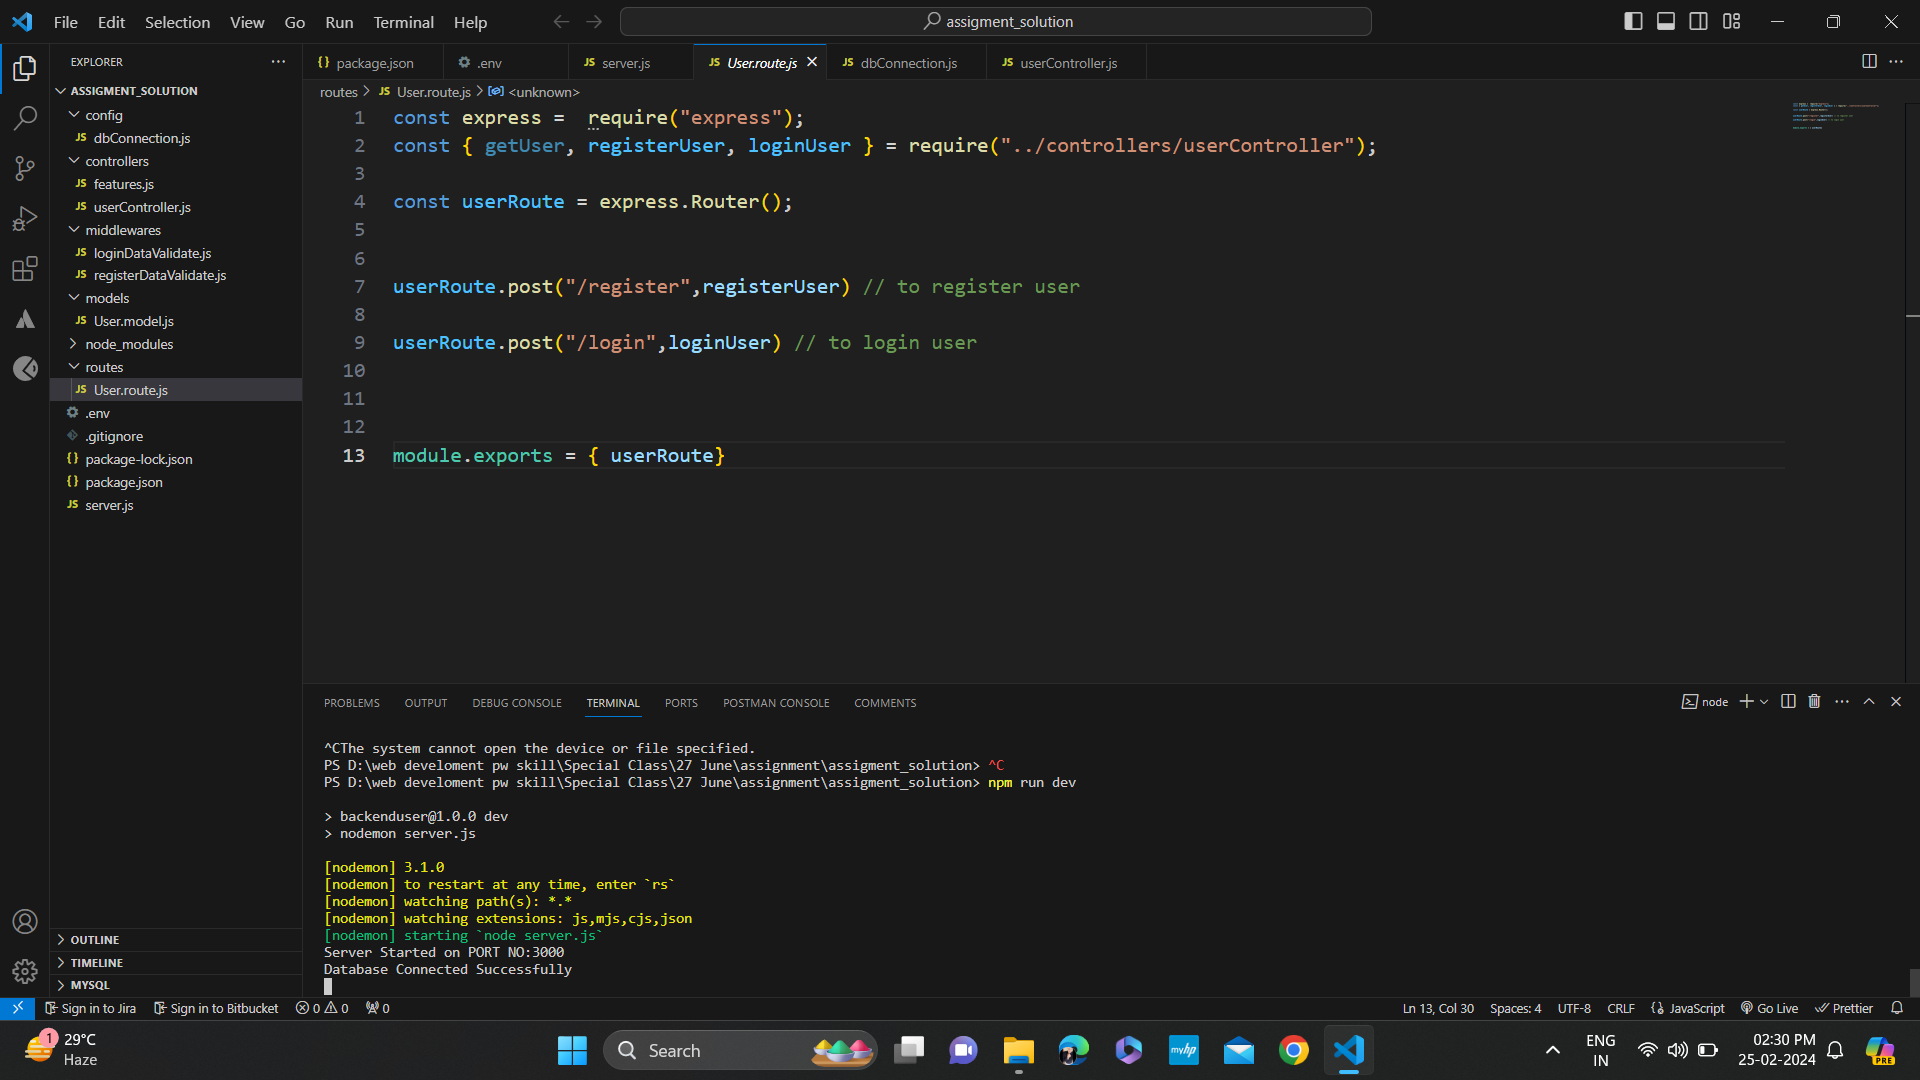 File Edit Selection View Go Run Terminal Help
assigment_solution
EXPLORER
ASSIGMENT_SOLUTION
config
JS dbConnection.js
controllers
JS features.js
JS userController.js
middlewares
JS loginDataValidate.js
JS registerDataValidate.js
models
JS User.model.js
node_modules
routes
JS User.route.js
.env
.gitignore
{} package-lock.json
{} package.json
JS server.js
OUTLINE
TIMELINE
MYSQL
{} package.json .env JS server.js JS User.route.js JS dbConnection.js JS userController.js
routes > JS User.route.js > <unknown>
1 const express =  require("express");
2 const { getUser, registerUser, loginUser } = require("../controllers/userController");
3
4 const userRoute = express.Router();
5
6
7 userRoute.post("/register",registerUser) // to register user
8
9 userRoute.post("/login",loginUser) // to login user
10
11
12
13 module.exports = { userRoute}
PROBLEMS OUTPUT DEBUG CONSOLE TERMINAL PORTS POSTMAN CONSOLE COMMENTS
node
^CThe system cannot open the device or file specified.
PS D:\web develoment pw skill\Special Class\27 June\assignment\assigment_solution> ^C
PS D:\web develoment pw skill\Special Class\27 June\assignment\assigment_solution> npm run dev
> backenduser@1.0.0 dev
> nodemon server.js
[nodemon] 3.1.0
[nodemon] to restart at any time, enter `rs`
[nodemon] watching path(s): *.*
[nodemon] watching extensions: js,mjs,cjs,json
[nodemon] starting `node server.js`
Server Started on PORT NO:3000
Database Connected Successfully
Sign in to Jira Sign in to Bitbucket 0 0 0
Ln 13, Col 30 Spaces: 4 UTF-8 CRLF {} JavaScript Go Live Prettier
1
29°C
Haze
Search
myhp
ENG
IN
02:30 PM
25-02-2024
PRE